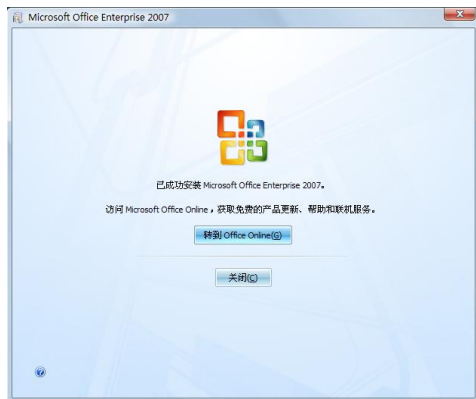 Microsoft Office Enterprise 2007
已成功安装 Microsoft Office Enterprise 2007。
访问 Microsoft Office Online，获取免费的产品更新、帮助和联机服务。
转到 Office Online(G)
关闭(C)